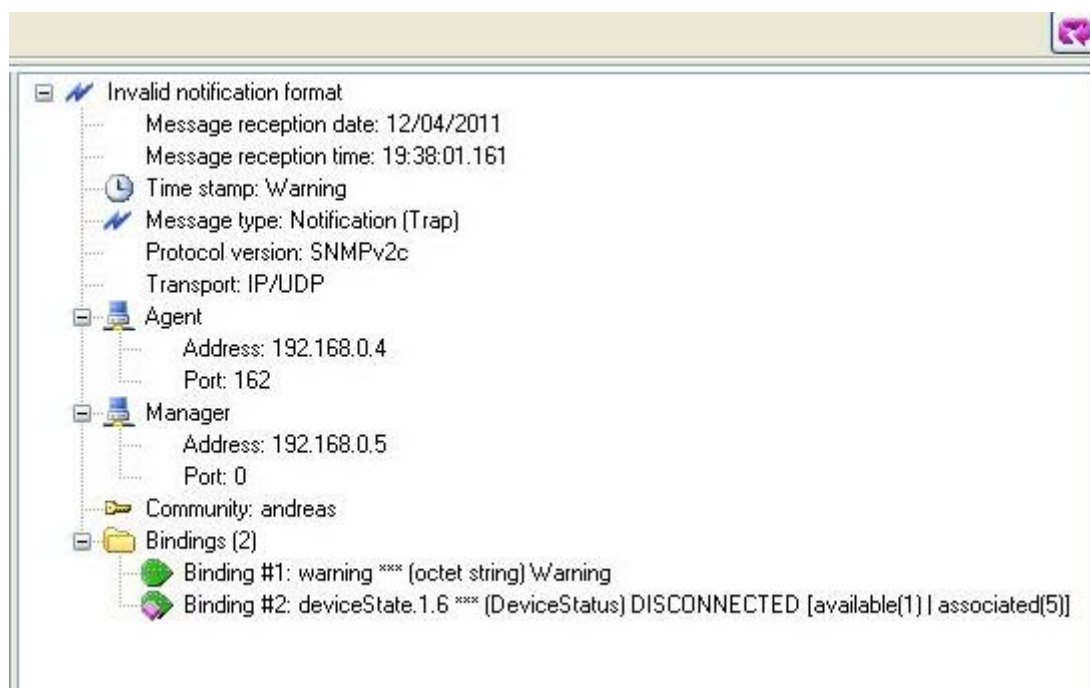 Invalid notification format
Message reception date: 12/04/2011
Message reception time: 19:38:01.161
Time stamp: Warning
Message type: Notification (Trap)
Protocol version: SNMPv2c
Transport: IP/UDP
Agent
Address: 192.168.0.4
Port: 162
Manager
Address: 192.168.0.5
Port: 0
Community: andreas
Bindings (2)
Binding #1: warning *** (octet string) Warning
Binding #2: deviceState.1.6 *** (DeviceStatus) DISCONNECTED [available(1) | associated(5)]